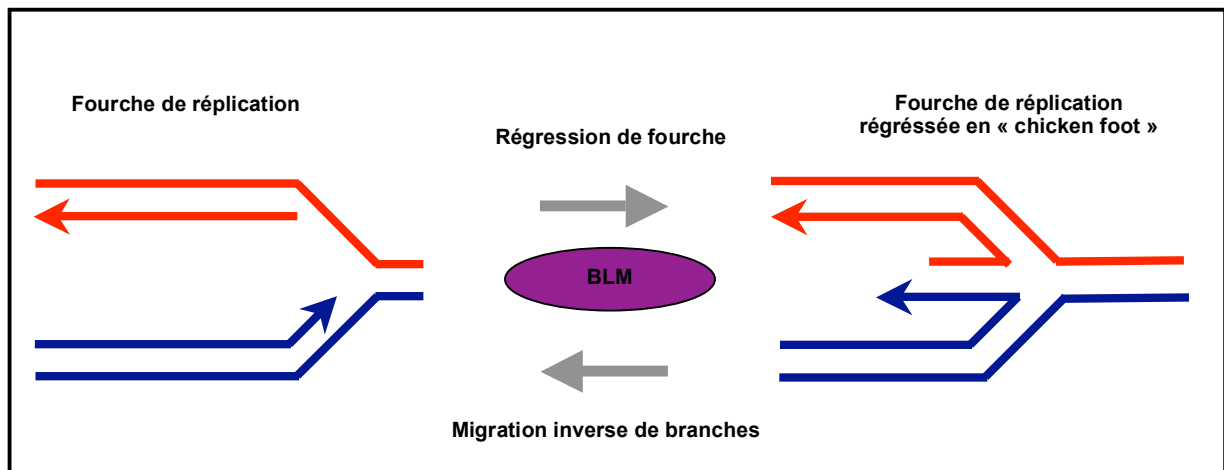 Fourche de réplication
Régression de fourche
Fourche de réplication
régréssée en « chicken foot »
BLM
Migration inverse de branches